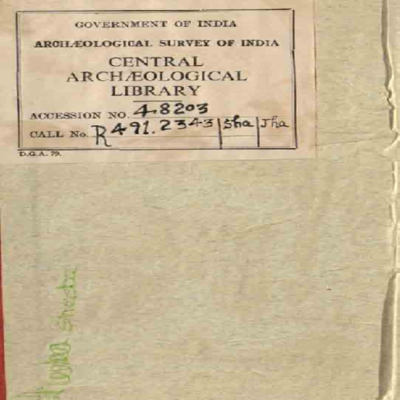 GOVERNMENT OF INDIA
ARCHÆOLOGICAL SURVEY OF INDIA
CENTRAL
ARCHÆOLOGICAL
LIBRARY
ACCESSION NO. 48203
CALL No. R491.2343|Sha|Jha
D.G.A. 79.